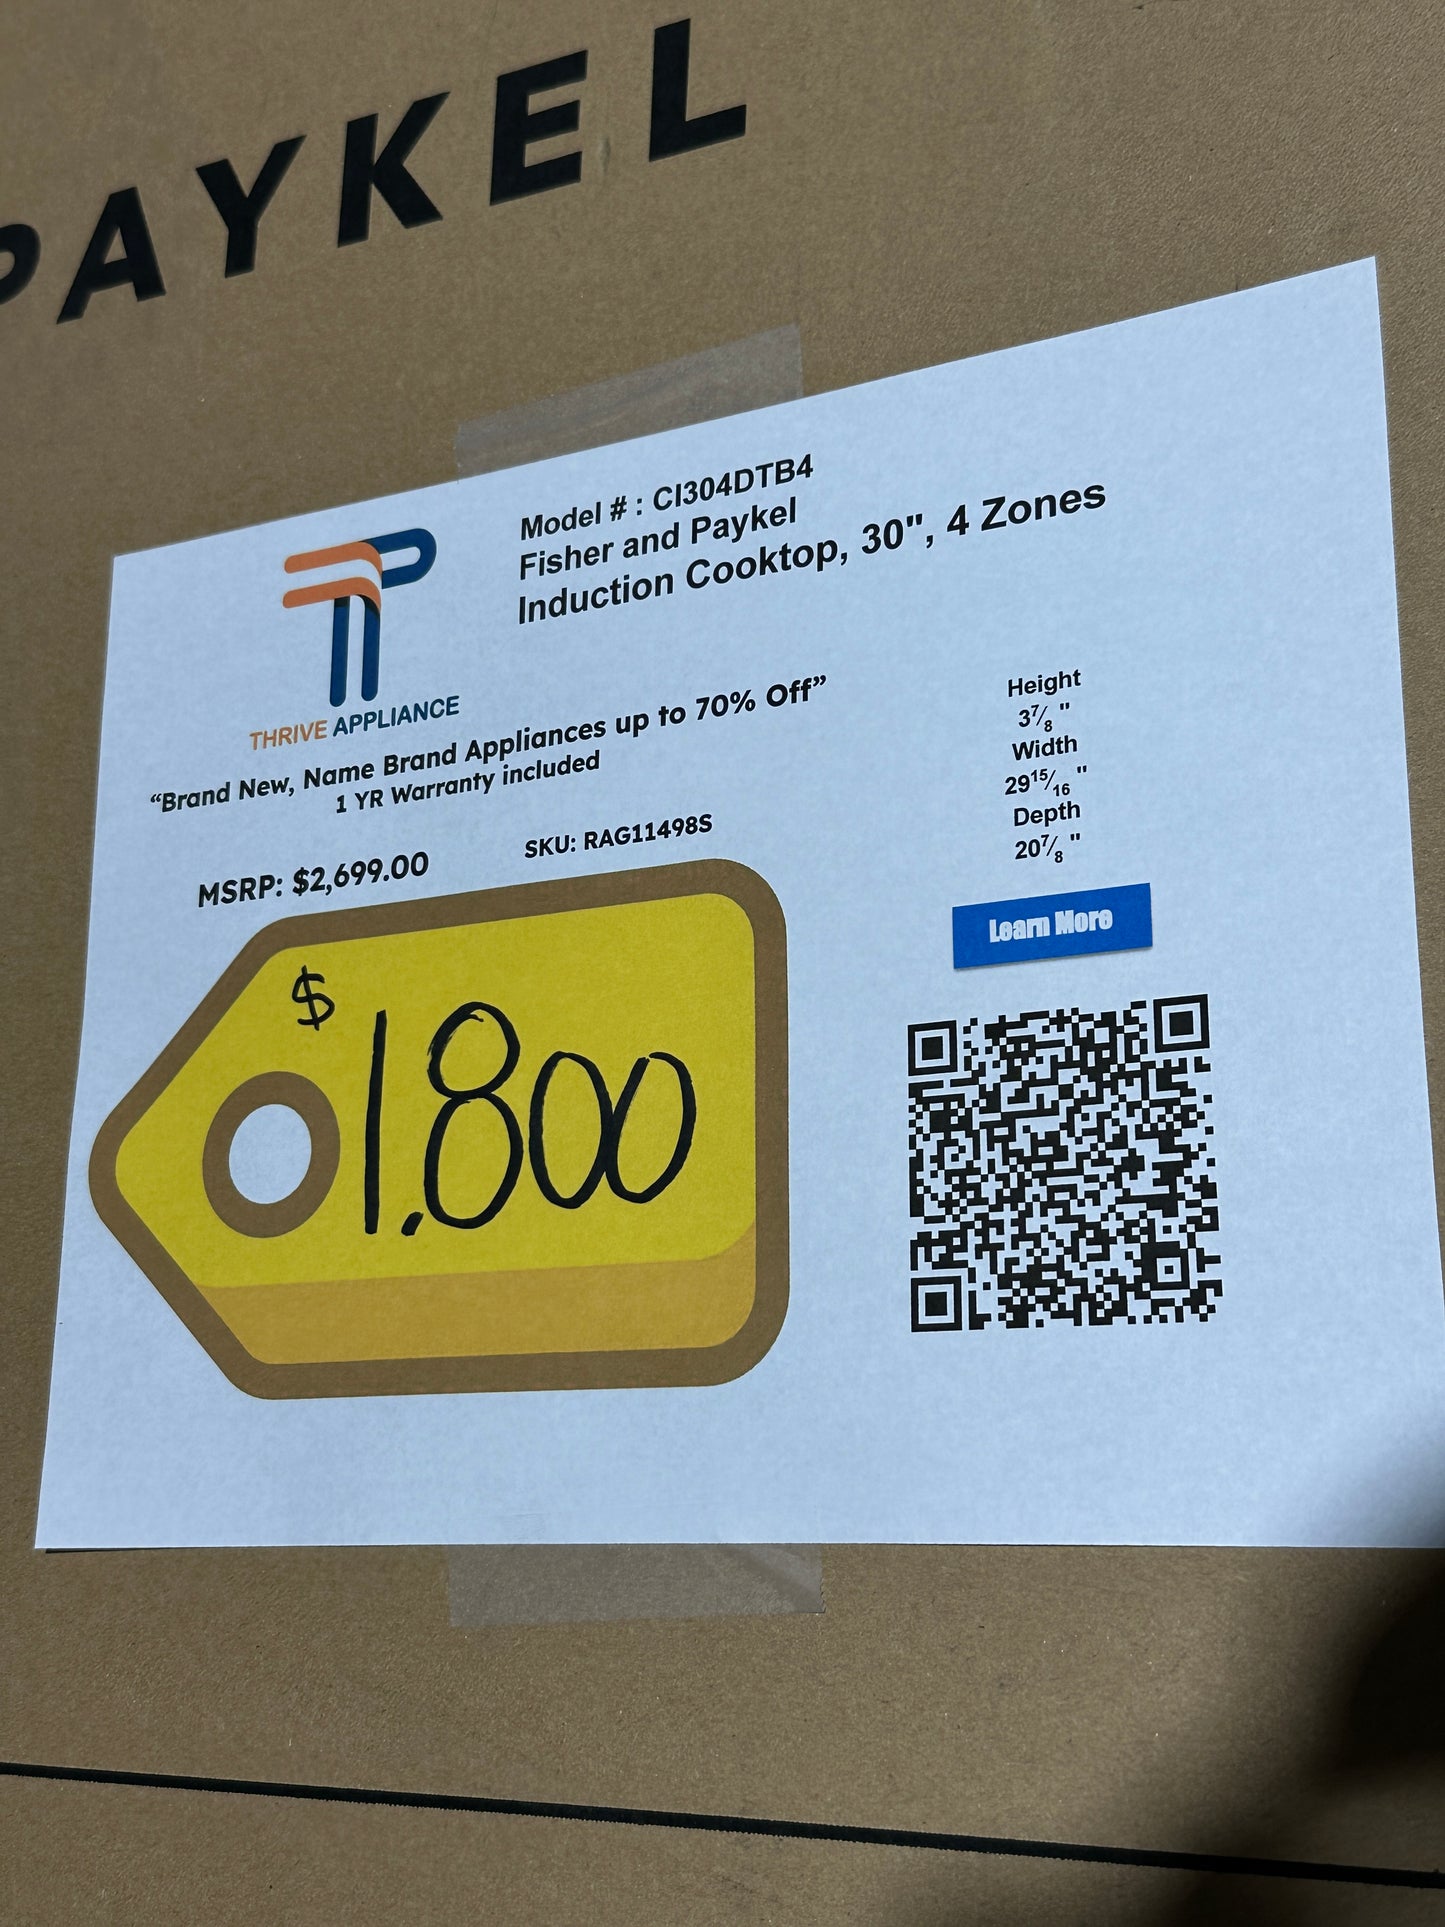 PAYKEL
Model # : CI304DTB4
Fisher and Paykel
Induction Cooktop, 30", 4 Zones
THRIVE APPLIANCE
“Brand New, Name Brand Appliances up to 70% Off”
1 YR Warranty included
MSRP: $2,699.00
SKU: RAG11498S
$1,800
Height
3⁷⁄₈ "
Width
29¹⁵⁄₁₆ "
Depth
20⁷⁄₈ "
Learn More